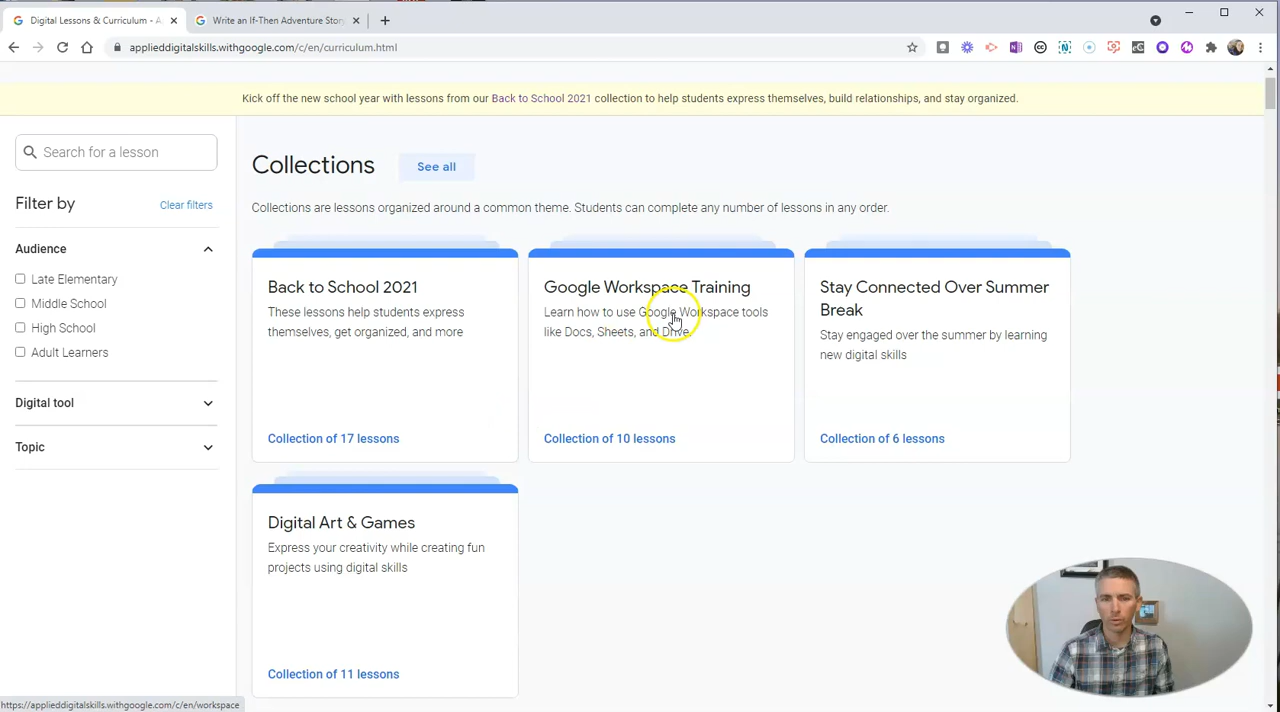 Digital Lessons & Curriculum - A
Write an If-Then Adventure Story
applieddigitalskills.withgoogle.com/c/en/curriculum.html
Kick off the new school year with lessons from our Back to School 2021 collection to help students express themselves, build relationships, and stay organized.
Search for a lesson
Filter by
Clear filters
Audience
Late Elementary
Middle School
High School
Adult Learners
Digital tool
Topic
Collections
See all
Collections are lessons organized around a common theme. Students can complete any number of lessons in any order.
Back to School 2021
These lessons help students express
themselves, get organized, and more
Collection of 17 lessons
Google Workspace Training
Learn how to use Google Workspace tools
like Docs, Sheets, and Drive
Collection of 10 lessons
Stay Connected Over Summer
Break
Stay engaged over the summer by learning
new digital skills
Collection of 6 lessons
Digital Art & Games
Express your creativity while creating fun
projects using digital skills
Collection of 11 lessons
https://applieddigitalskills.withgoogle.com/c/en/workspace